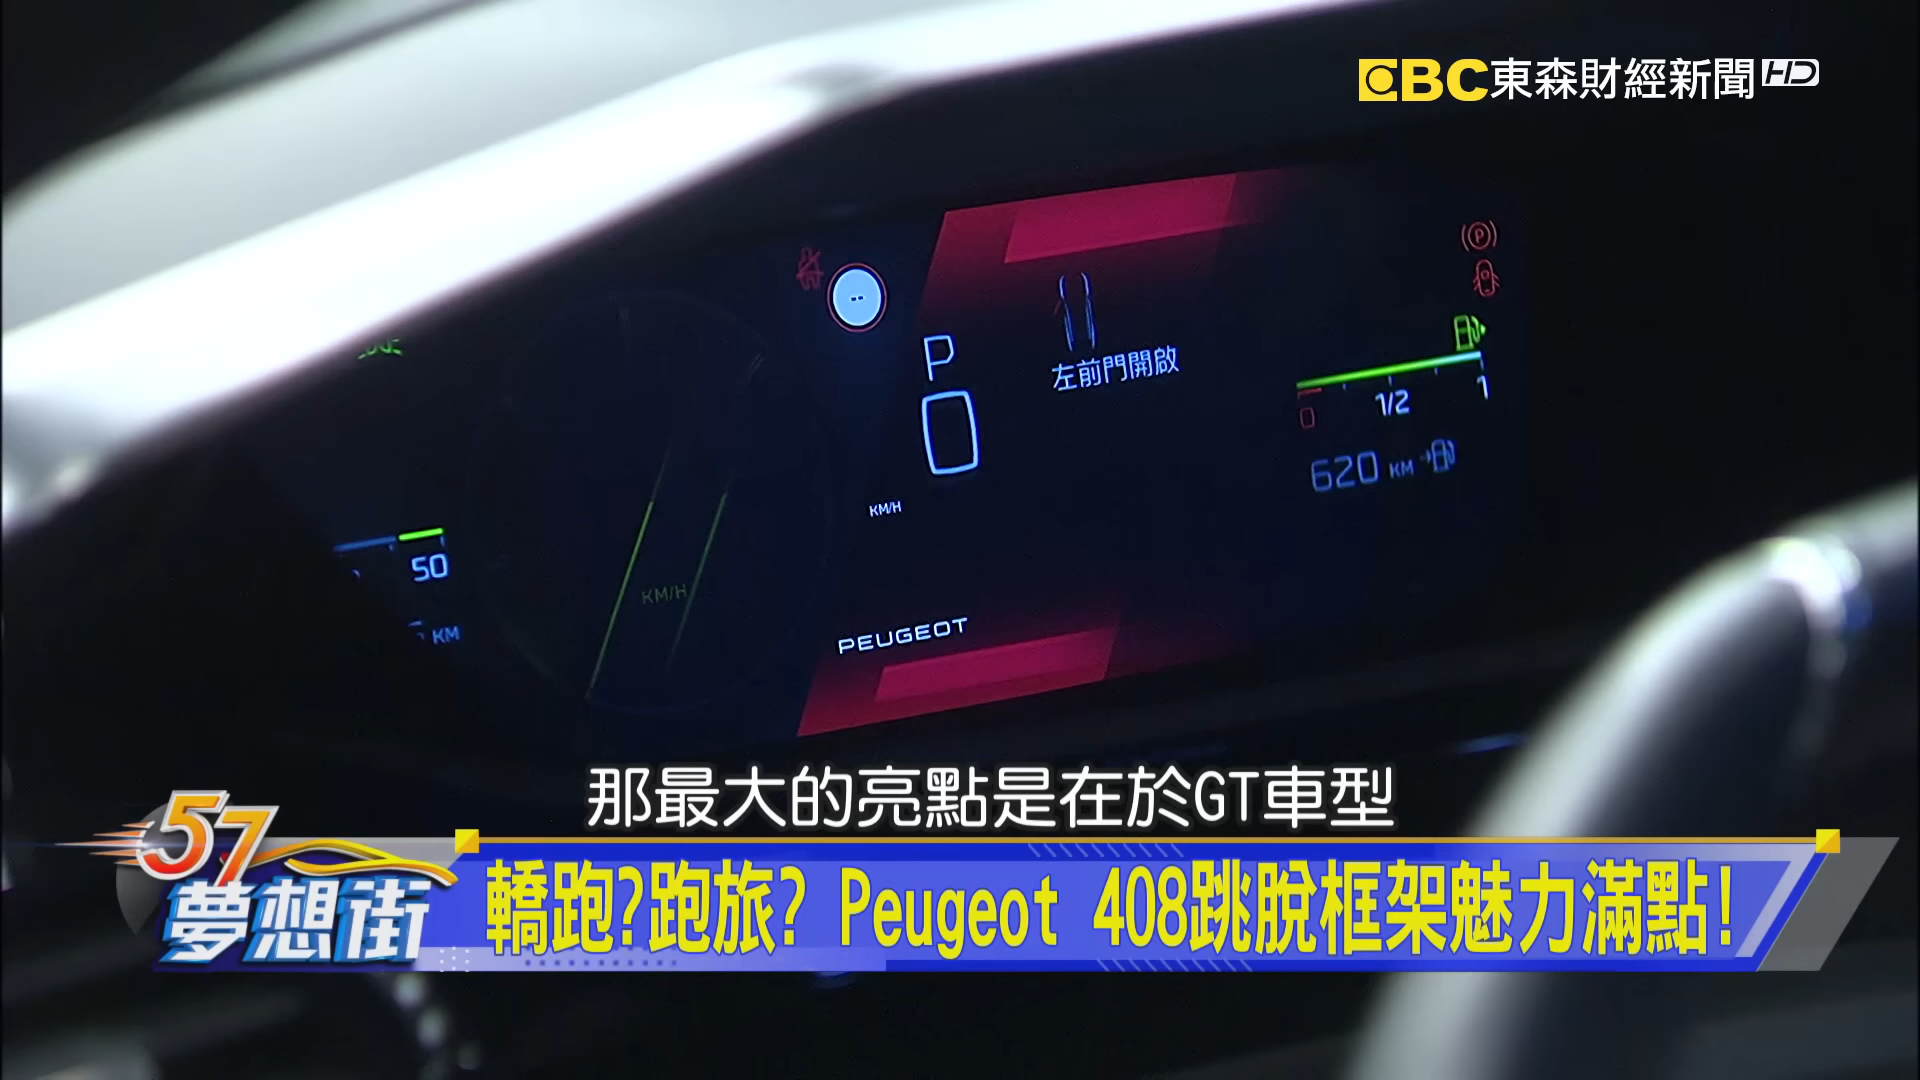 EBC東森財經新聞HD
P
左前門開啟
0
KM/H
0 1/2 1
620 KM
50
KM
KM/H
PEUGEOT
那最大的亮點是在於GT車型
57夢想街
轎跑?跑旅? Peugeot 408跳脫框架魅力滿點!